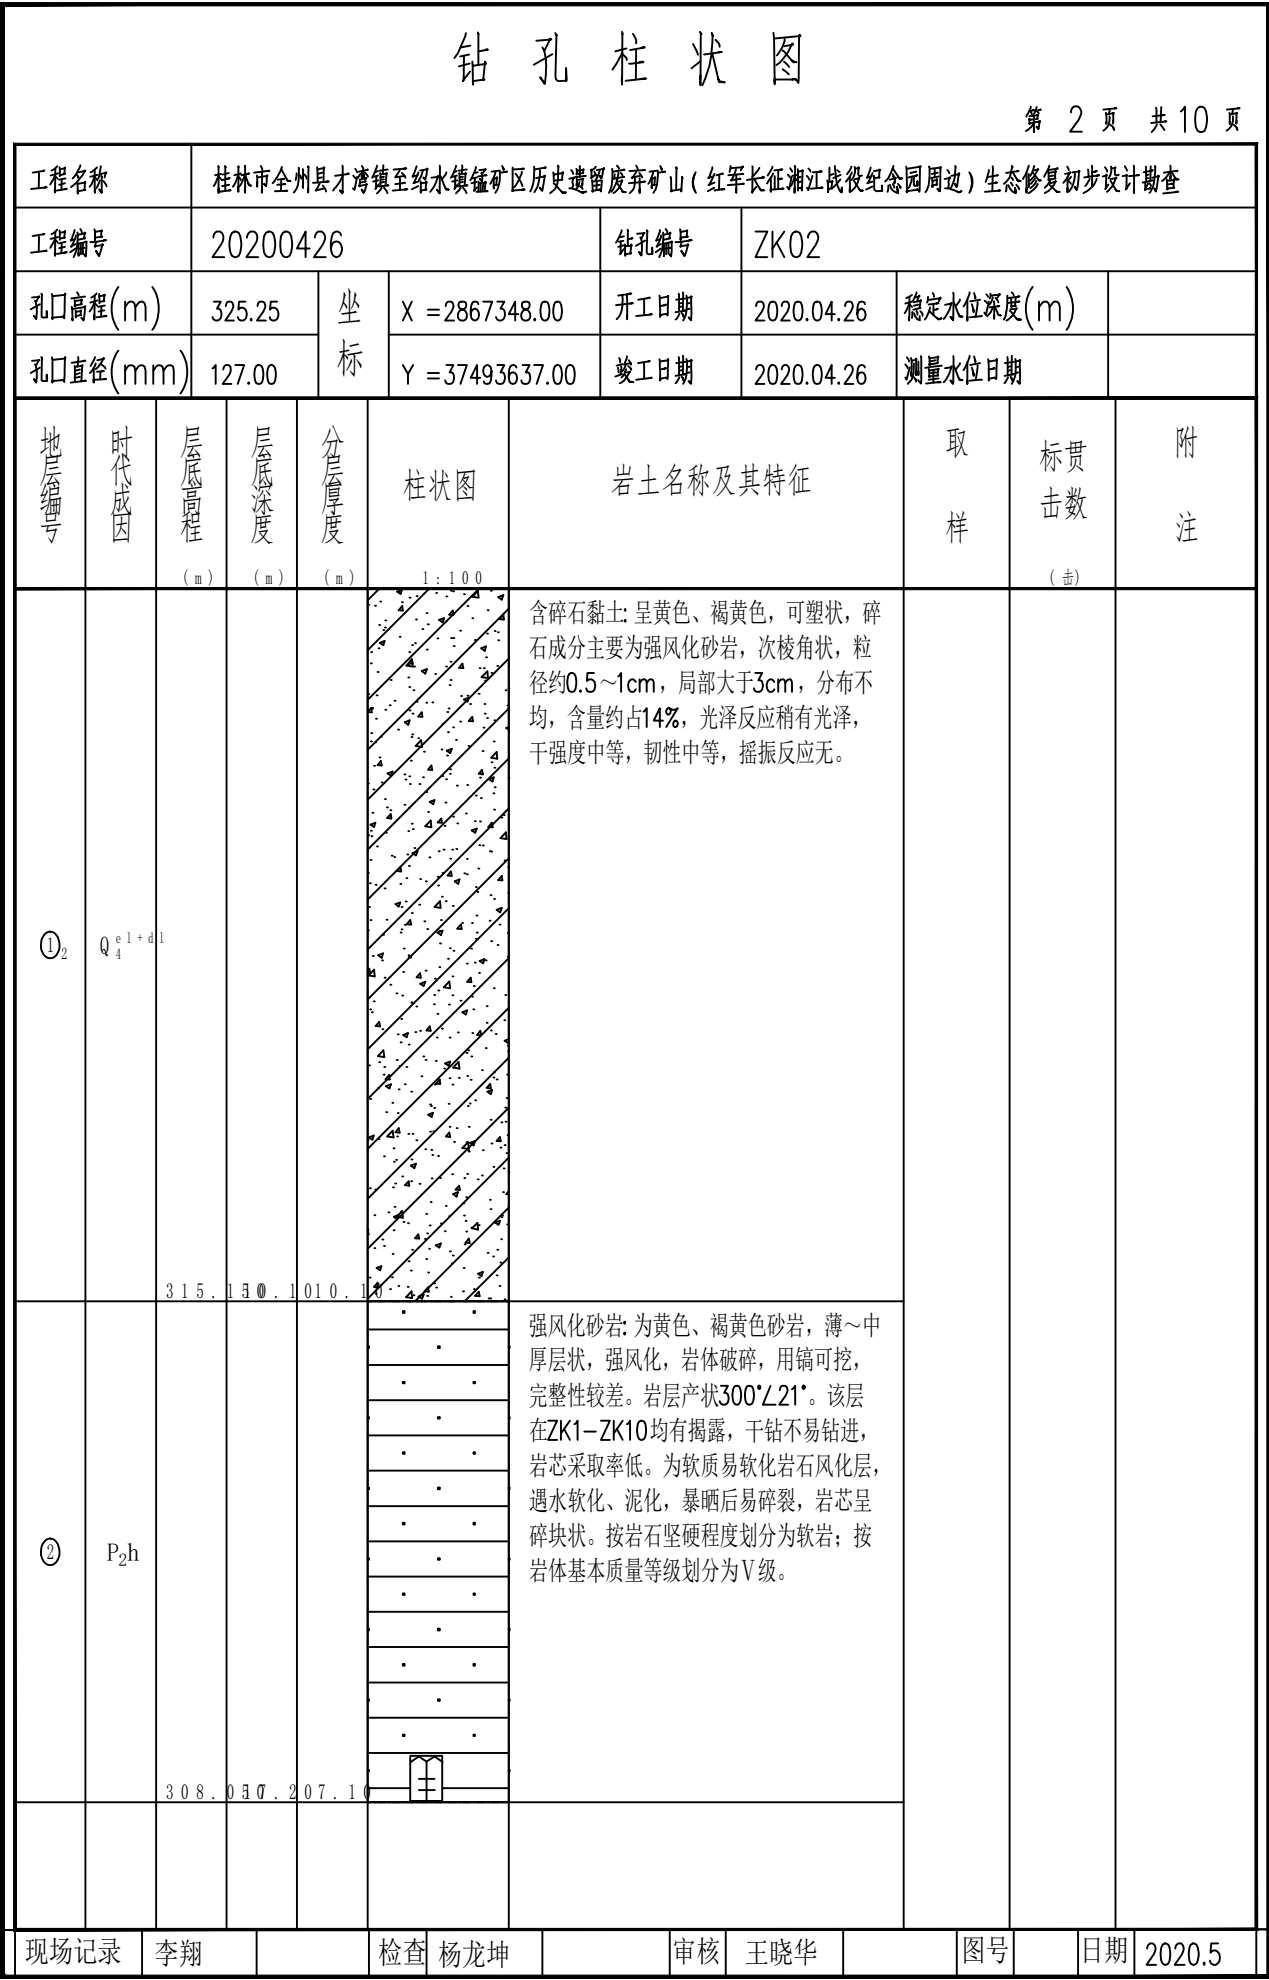 钻 孔 柱 状 图
第 2 页 共 10 页
工程名称 桂林市全州县才湾镇至绍水镇锰矿区历史遗留废弃矿山(红军长征湘江战役纪念园周边)生态修复初步设计勘查
工程编号 20200426 钻孔编号 ZK02
孔口高程(m) 325.25 坐标 X =2867348.00 开工日期 2020.04.26 稳定水位深度(m)
孔口直径(mm) 127.00 Y =37493637.00 竣工日期 2020.04.26 测量水位日期
地层编号 时代成因 层底高程(m) 层底深度(m) 分层厚度(m) 柱状图 1:100 岩土名称及其特征 取样 标贯击数(击) 附注
含碎石黏土: 呈黄色、褐黄色，可塑状，碎
石成分主要为强风化砂岩，次棱角状，粒
径约0.5～1cm，局部大于3cm，分布不
均，含量约占14%，光泽反应稍有光泽，
干强度中等，韧性中等，摇振反应无。
①2 Q4 el+dl
315.150 10.10 10.10
强风化砂岩: 为黄色、褐黄色砂岩，薄～中
厚层状，强风化，岩体破碎，用镐可挖，
完整性较差。岩层产状300°∠21°。该层
在ZK1-ZK10均有揭露，干钻不易钻进，
岩芯采取率低。为软质易软化岩石风化层，
遇水软化、泥化，暴晒后易碎裂，岩芯呈
碎块状。按岩石坚硬程度划分为软岩；按
岩体基本质量等级划分为Ⅴ级。
② P2h
308.050 17.20 7.10
现场记录 李翔 检查 杨龙坤 审核 王晓华 图号 日期 2020.5